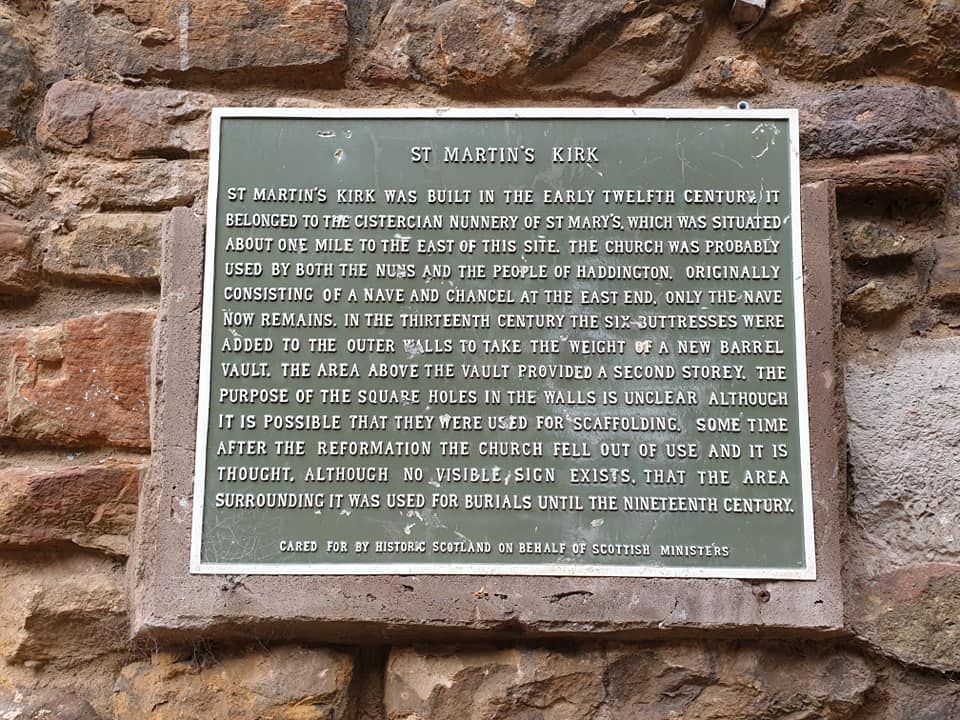 ST MARTIN'S KIRK
ST MARTIN'S KIRK WAS BUILT IN THE EARLY TWELFTH CENTURY. IT
BELONGED TO THE CISTERCIAN NUNNERY OF ST MARY'S, WHICH WAS SITUATED
ABOUT ONE MILE TO THE EAST OF THIS SITE. THE CHURCH WAS PROBABLY
USED BY BOTH THE NUNS AND THE PEOPLE OF HADDINGTON. ORIGINALLY
CONSISTING OF A NAVE AND CHANCEL AT THE EAST END, ONLY THE NAVE
NOW REMAINS. IN THE THIRTEENTH CENTURY THE SIX BUTTRESSES WERE
ADDED TO THE OUTER WALLS TO TAKE THE WEIGHT OF A NEW BARREL
VAULT. THE AREA ABOVE THE VAULT PROVIDED A SECOND STOREY. THE
PURPOSE OF THE SQUARE HOLES IN THE WALLS IS UNCLEAR ALTHOUGH
IT IS POSSIBLE THAT THEY WERE USED FOR SCAFFOLDING. SOME TIME
AFTER THE REFORMATION THE CHURCH FELL OUT OF USE AND IT IS
THOUGHT, ALTHOUGH NO VISIBLE SIGN EXISTS, THAT THE AREA
SURROUNDING IT WAS USED FOR BURIALS UNTIL THE NINETEENTH CENTURY.
CARED FOR BY HISTORIC SCOTLAND ON BEHALF OF SCOTTISH MINISTERS